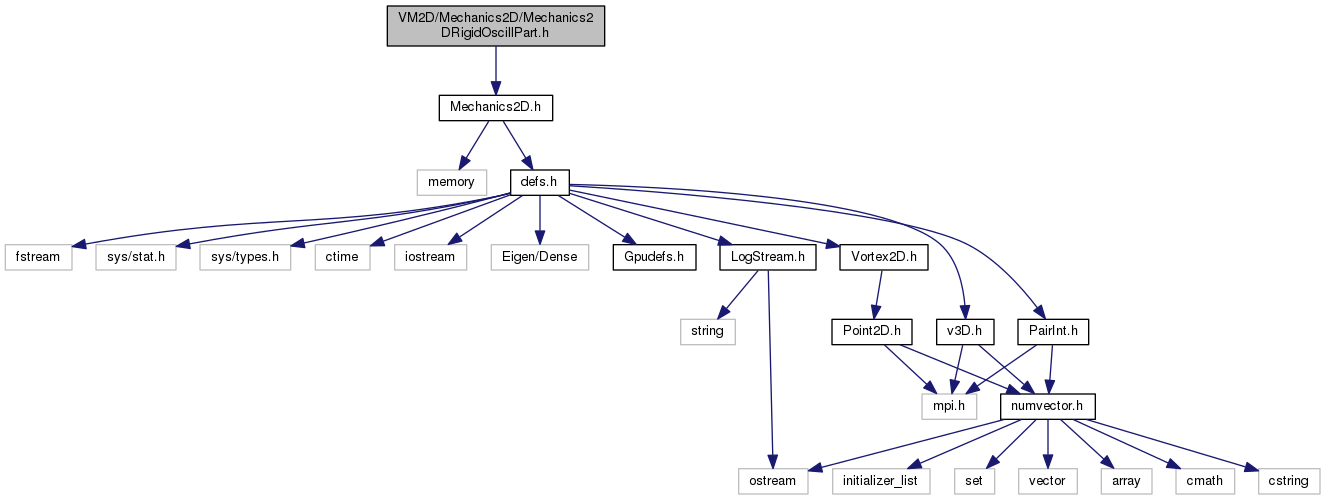 VM2D/Mechanics2D/Mechanics2
DRigidOscillPart.h
Mechanics2D.h
memory
defs.h
fstream
sys/stat.h
sys/types.h
ctime
iostream
Eigen/Dense
Gpudefs.h
LogStream.h
Vortex2D.h
string
Point2D.h
v3D.h
PairInt.h
mpi.h
numvector.h
ostream
initializer_list
set
vector
array
cmath
cstring